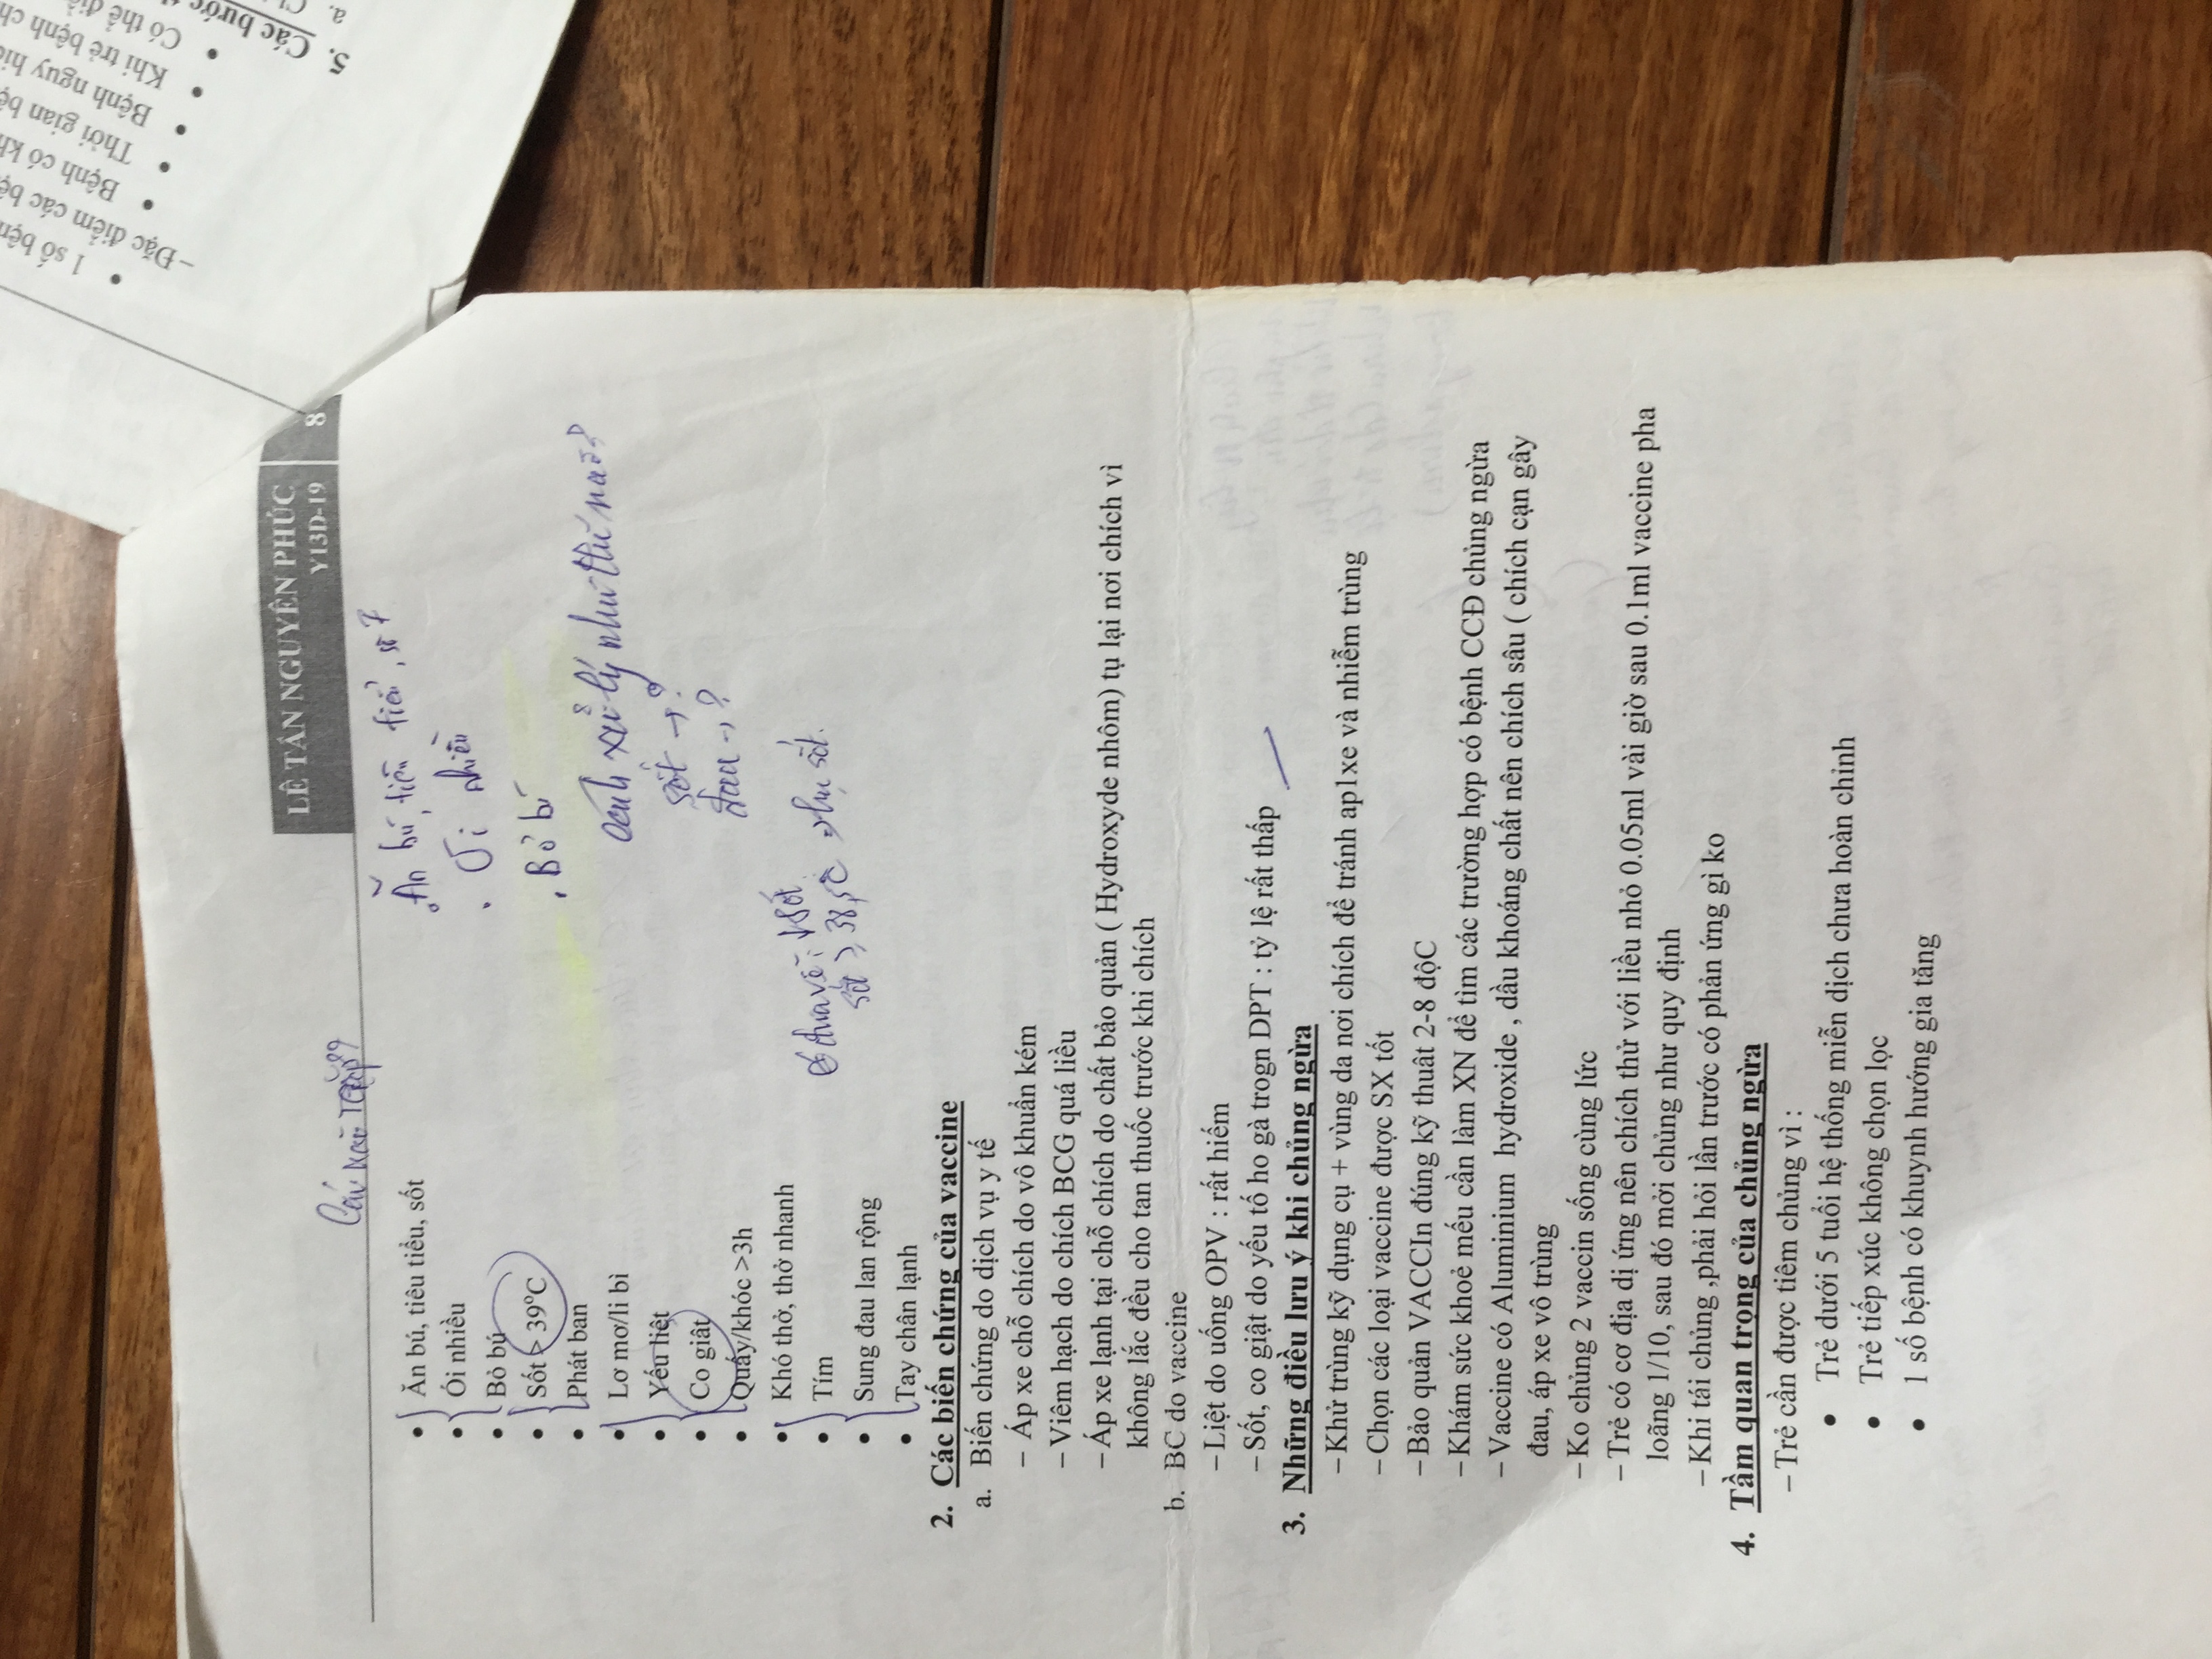 LÊ TẤN NGUYÊN PHÚC
Y13D-19
8
• Ăn bú, tiêu tiểu, sốt
• Ói nhiều
• Bỏ bú
• Sốt > 39°C
• Phát ban
• Lơ mơ/li bì
• Yếu liệt
• Co giât
• Quấy/khóc >3h
• Khó thở, thở nhanh
• Tím
• Sung đau lan rộng
• Tay chân lạnh
Ăn bú, tiêu tiểu, sốt
. Ói nhiều
. Bỏ bú
cách xử lý như thế nào?
sốt → ?
đau → ?
sốt > 38,5°C => hạ sốt.
2. Các biến chứng của vaccine
a. Biến chứng do dịch vụ y tế
– Áp xe chỗ chích do vô khuẩn kém
– Viêm hạch do chích BCG quá liều
– Áp xe lạnh tại chỗ chích do chất bảo quản ( Hydroxyde nhôm) tụ lại nơi chích vì
không lắc đều cho tan thuốc trước khi chích
b. BC do vaccine
– Liệt do uống OPV : rất hiếm
– Sốt, co giật do yếu tố ho gà trogn DPT : tỷ lệ rất thấp
3. Những điều lưu ý khi chủng ngừa
– Khử trùng kỹ dụng cụ + vùng da nơi chích để tránh ap1xe và nhiễm trùng
– Chọn các loại vaccine được SX tốt
– Bảo quản VACCIn đúng kỹ thuât 2-8 độC
– Khám sức khoẻ mếu cần làm XN để tìm các trường hợp có bệnh CCĐ chủng ngừa
– Vaccine có Aluminium hydroxide , dầu khoáng chất nên chích sâu ( chích cạn gây
đau, áp xe vô trùng
– Ko chủng 2 vaccin sống cùng lức
– Trẻ có cơ địa dị ứng nên chích thử với liều nhỏ 0.05ml vài giờ sau 0.1ml vaccine pha
loãng 1/10, sau đó mởi chủng như quy định
– Khi tái chủng ,phải hỏi lần trước có phản ứng gì ko
4. Tầm quan trọng của chủng ngừa
– Trẻ cần được tiêm chủng vì :
• Trẻ dưới 5 tuổi hệ thống miễn dịch chưa hoàn chỉnh
• Trẻ tiếp xúc không chọn lọc
• 1 số bệnh có khuynh hướng gia tăng
• 1 số bện
– Đặc điểm các bệ
• Bệnh có kh
• Thời gian bệ
• Bệnh nguy hi
• Khi trẻ bệnh ch
• Có thể điề
5. Các bước
a.